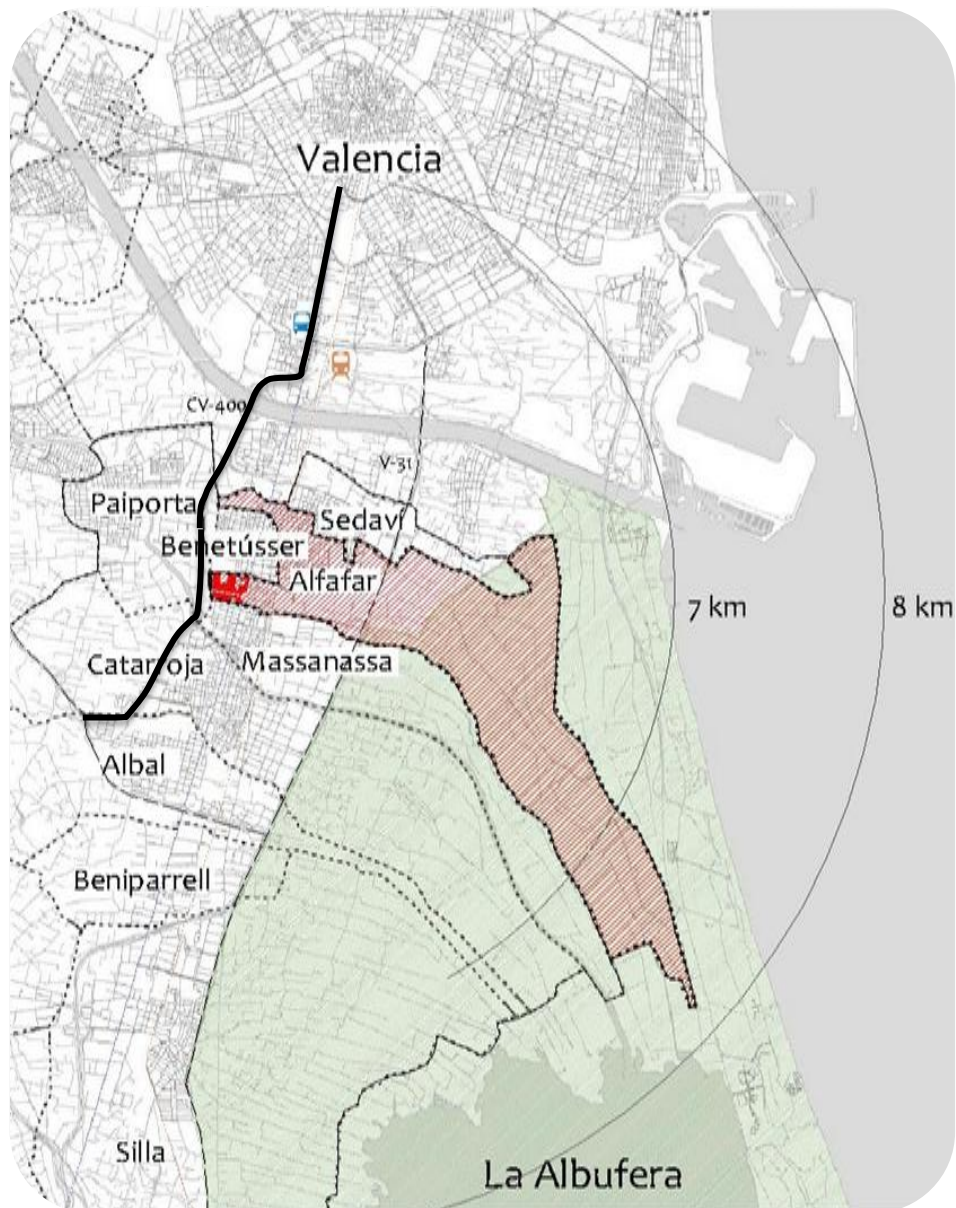 Valencia
CV-400
V-31
Paiporta
Sedaví
Benetússer
Alfafar
7 km
8 km
Catarroja
Massanassa
Albal
Beniparrell
Silla
La Albufera